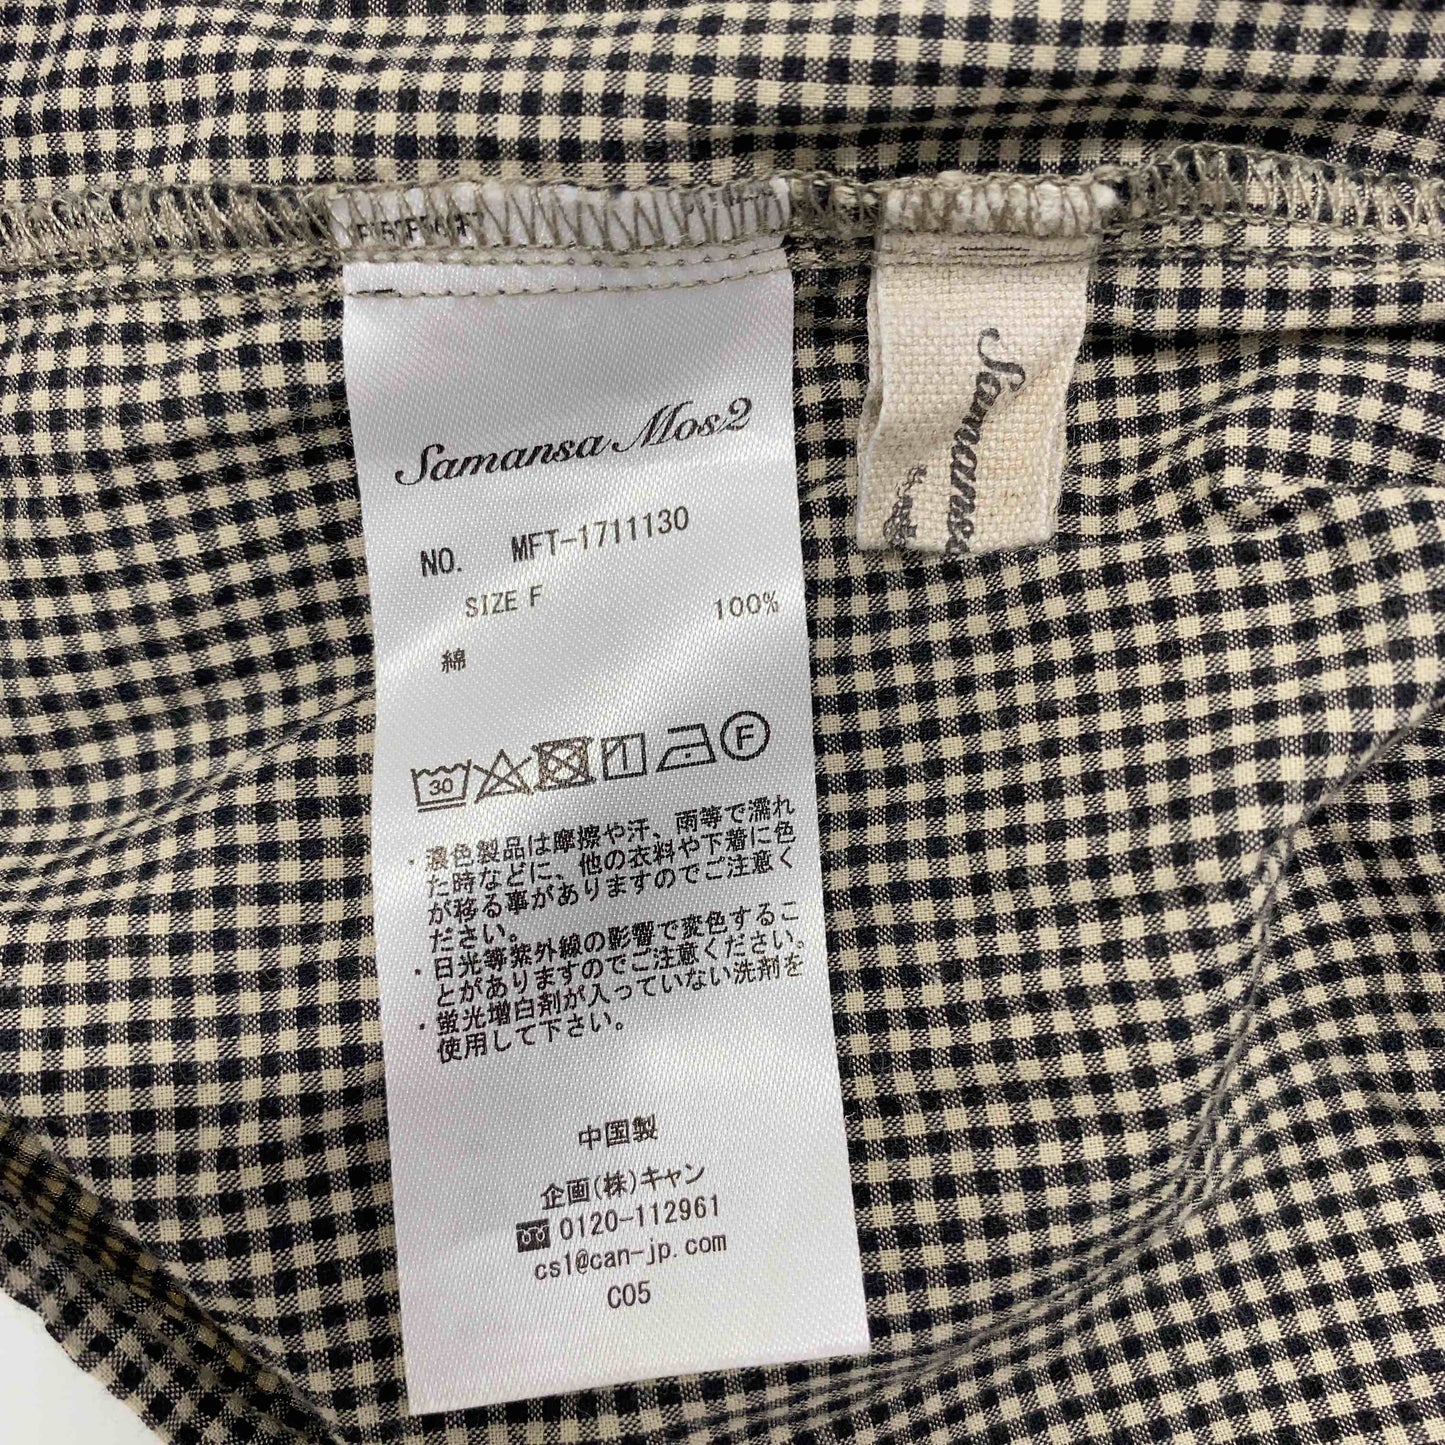 Samansa Mos2
NO. MFT-1711130
SIZE F
綿 100%
30 F
・濃色製品は摩擦や汗、雨等で濡れ
た時などに、他の衣料や下着に色
が移る事がありますのでご注意く
ださい。
・日光等紫外線の影響で変色するこ
とがありますのでご注意ください。
・蛍光増白剤が入っていない洗剤を
使用して下さい。
中国製
企画(株)キャン
0120-112961
cs1@can-jp.com
C05
Samansa